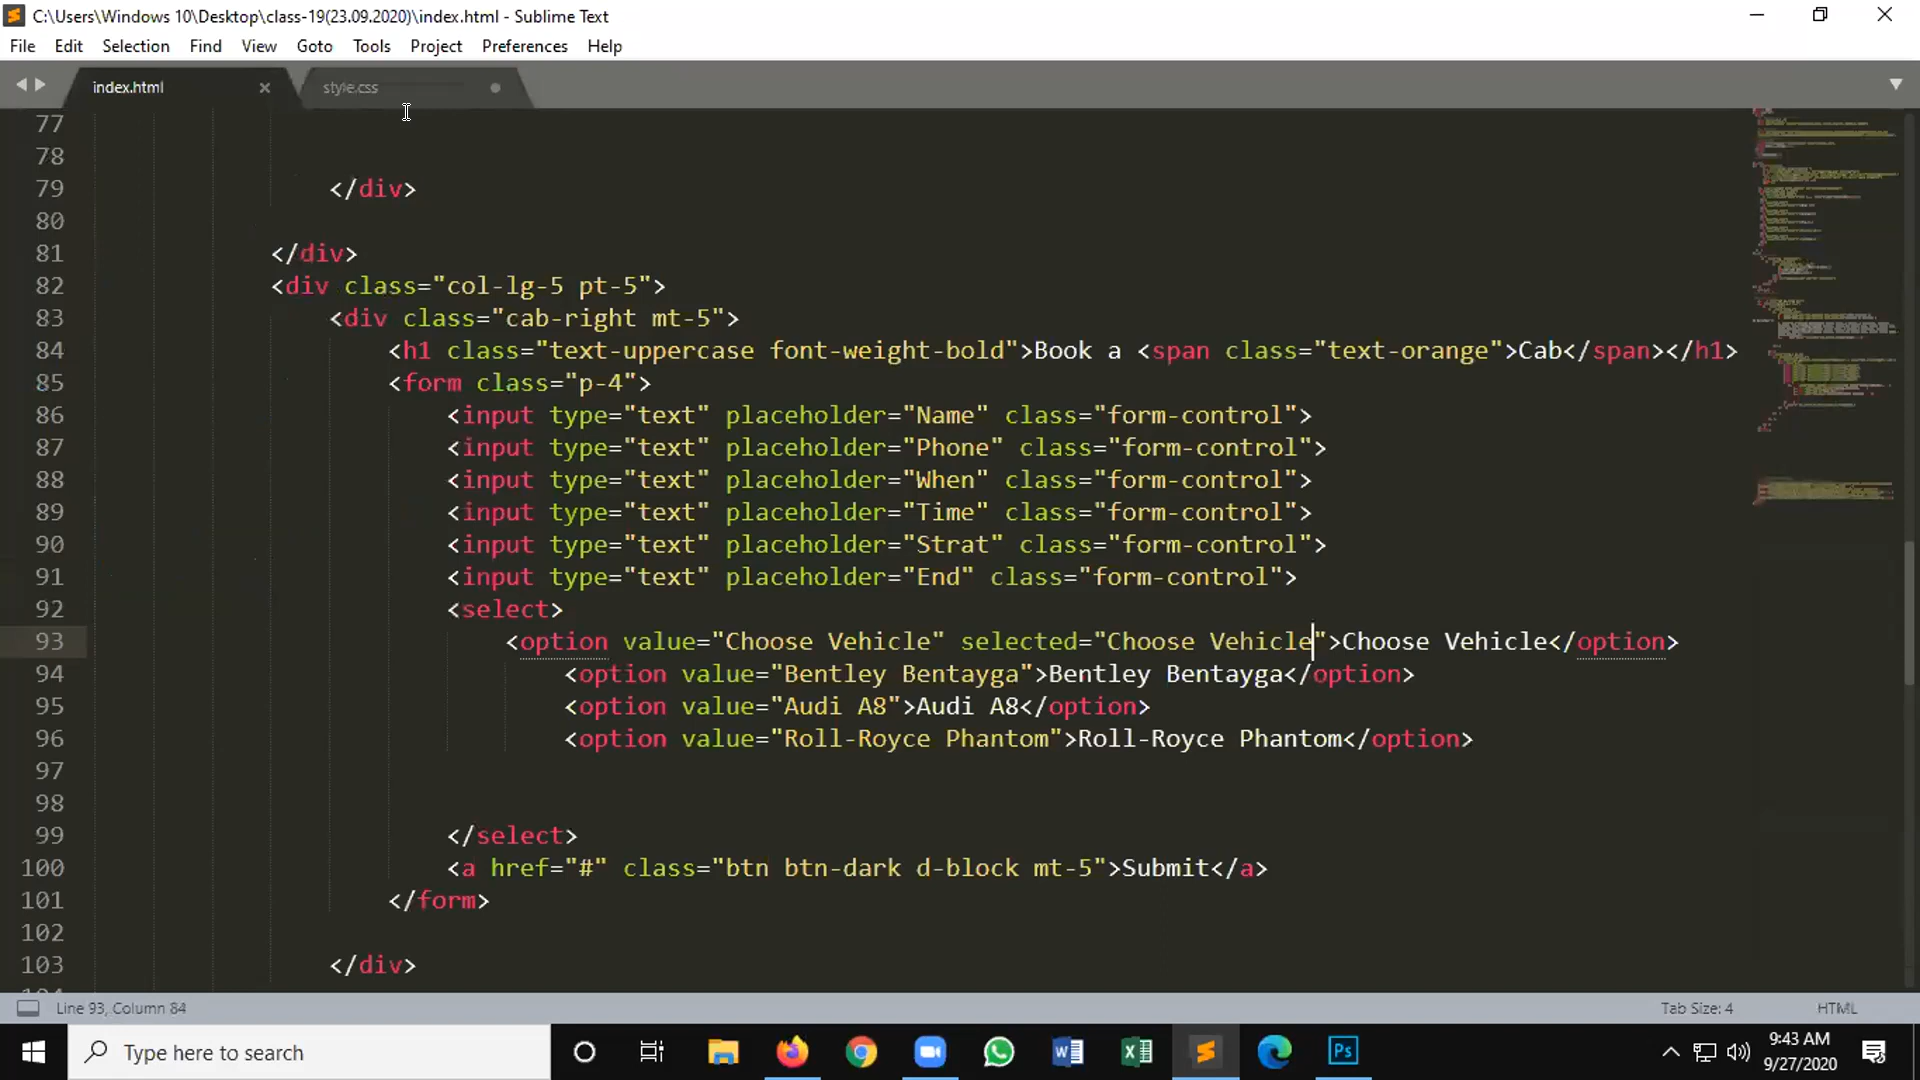 C:\Users\Windows 10\Desktop\class-19(23.09.2020)\index.html - Sublime Text
File Edit Selection Find View Goto Tools Project Preferences Help
index.html × style.css
77
78
79 </div>
80
81 </div>
82 <div class="col-lg-5 pt-5">
83 <div class="cab-right mt-5">
84 <h1 class="text-uppercase font-weight-bold">Book a <span class="text-orange">Cab</span></h1>
85 <form class="p-4">
86 <input type="text" placeholder="Name" class="form-control">
87 <input type="text" placeholder="Phone" class="form-control">
88 <input type="text" placeholder="When" class="form-control">
89 <input type="text" placeholder="Time" class="form-control">
90 <input type="text" placeholder="Strat" class="form-control">
91 <input type="text" placeholder="End" class="form-control">
92 <select>
93 <option value="Choose Vehicle" selected="Choose Vehicle">Choose Vehicle</option>
94 <option value="Bentley Bentayga">Bentley Bentayga</option>
95 <option value="Audi A8">Audi A8</option>
96 <option value="Roll-Royce Phantom">Roll-Royce Phantom</option>
97
98
99 </select>
100 <a href="#" class="btn btn-dark d-block mt-5">Submit</a>
101 </form>
102
103 </div>
Line 93, Column 84 Tab Size: 4 HTML
Type here to search
Ps
9:43 AM
9/27/2020